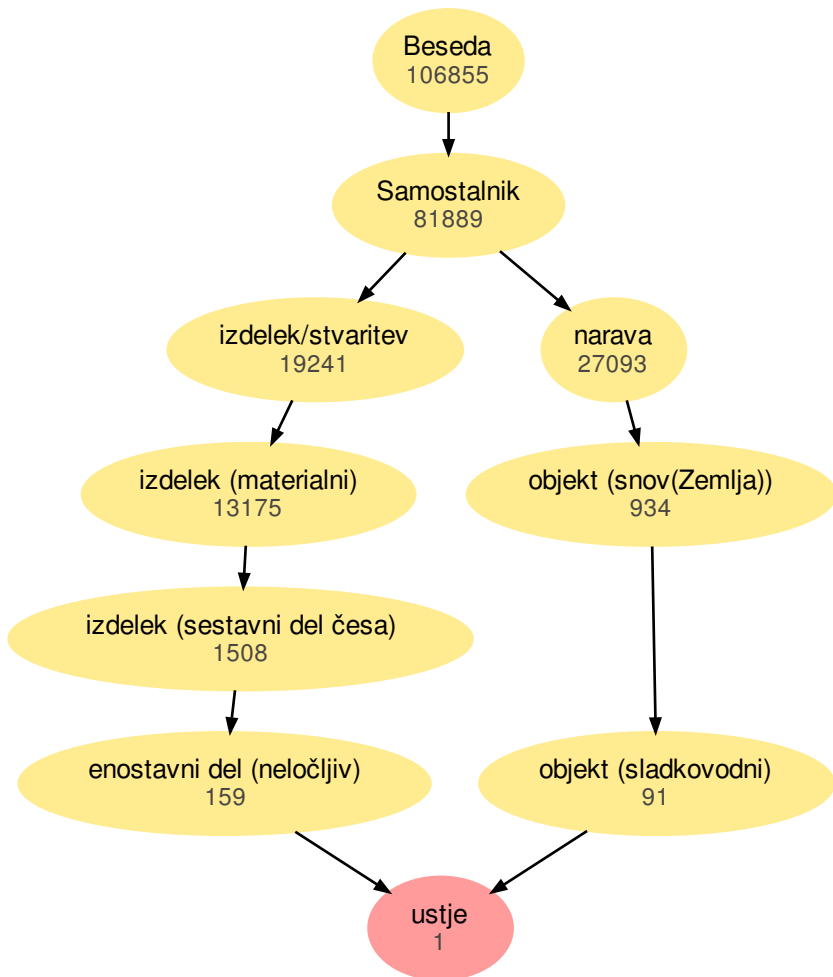 Beseda
106855
Samostalnik
81889
izdelek/stvaritev
19241
narava
27093
izdelek (materialni)
13175
objekt (snov(Zemlja))
934
izdelek (sestavni del česa)
1508
enostavni del (neločljiv)
159
objekt (sladkovodni)
91
ustje
1